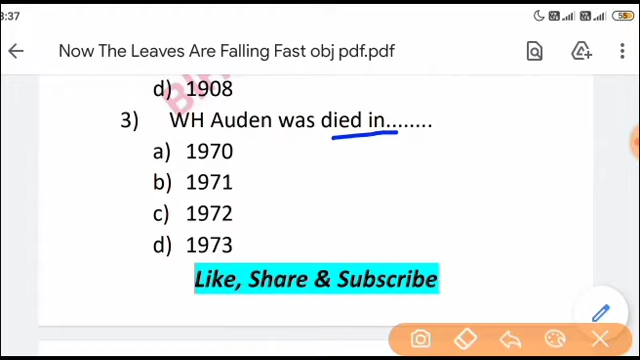 3:37
55
Now The Leaves Are Falling Fast obj pdf.pdf
d) 1908
3) WH Auden was died in........
a) 1970
b) 1971
c) 1972
d) 1973
Like, Share & Subscribe